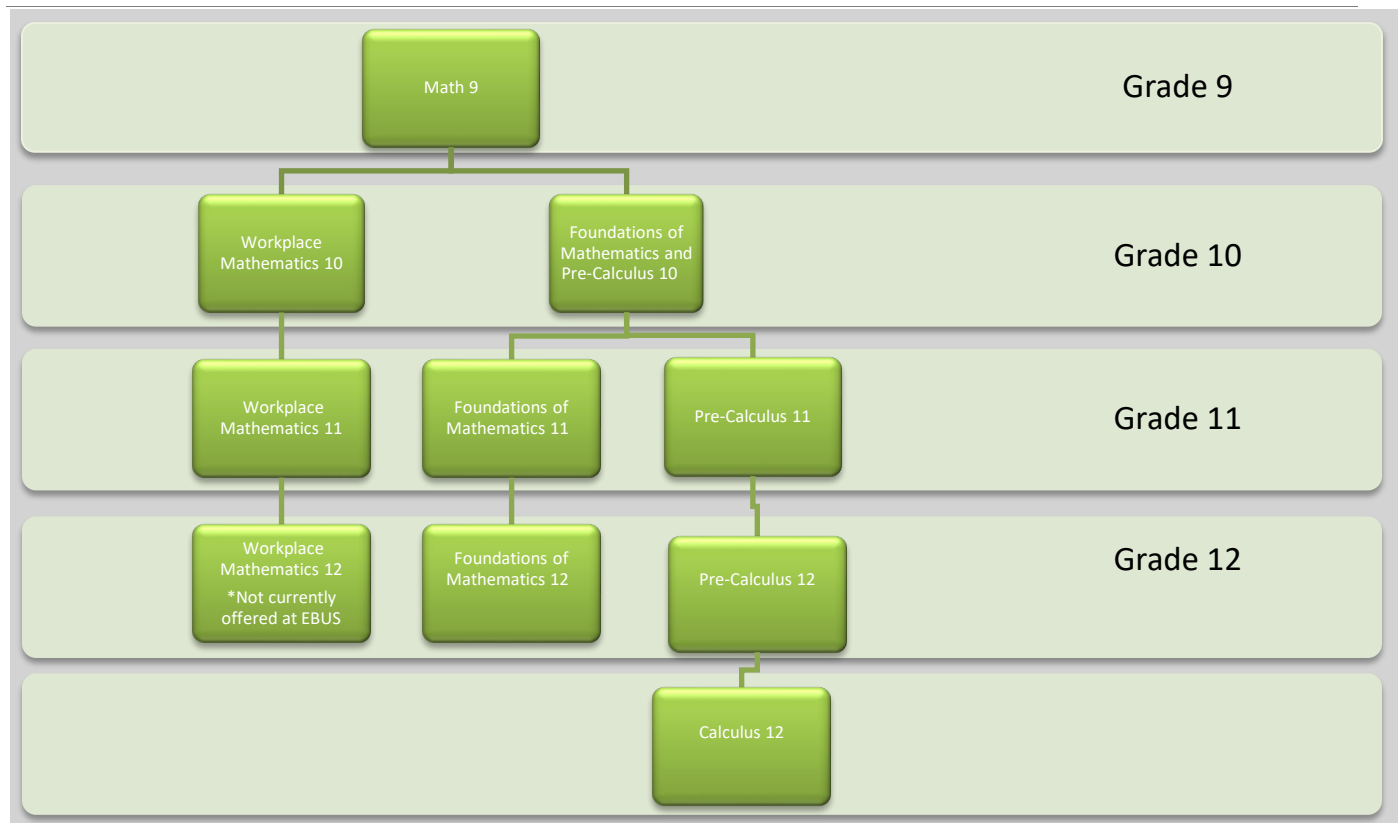 Math 9
Grade 9
Workplace
Mathematics 10
Foundations of
Mathematics and
Pre-Calculus 10
Grade 10
Workplace
Mathematics 11
Foundations of
Mathematics 11
Pre-Calculus 11
Grade 11
Workplace
Mathematics 12
*Not currently
offered at EBUS
Foundations of
Mathematics 12
Pre-Calculus 12
Grade 12
Calculus 12